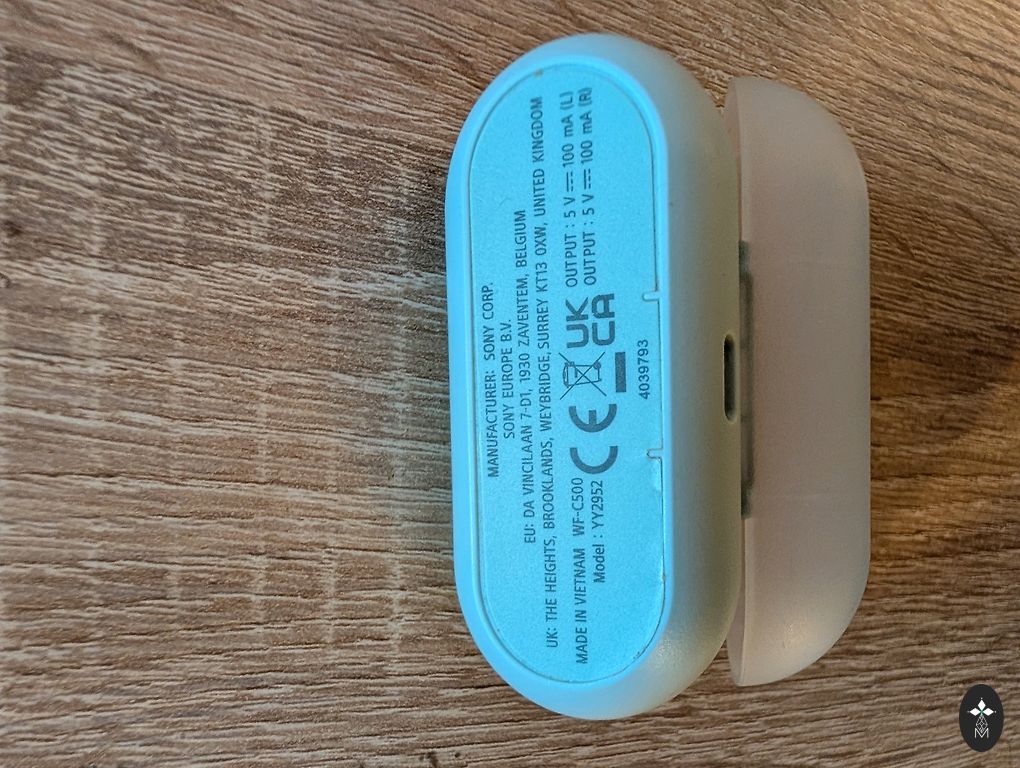 MANUFACTURER: SONY CORP.
SONY EUROPE B.V.
EU: DA VINCILAAN 7-D1, 1930 ZAVENTEM, BELGIUM
UK: THE HEIGHTS, BROOKLANDS, WEYBRIDGE, SURREY KT13 0XW, UNITED KINGDOM
MADE IN VIETNAM WF-C500
Model : YY2952
CE
UK
CA
OUTPUT : 5 V ⎓ 100 mA (L)
OUTPUT : 5 V ⎓ 100 mA (R)
4039793
M